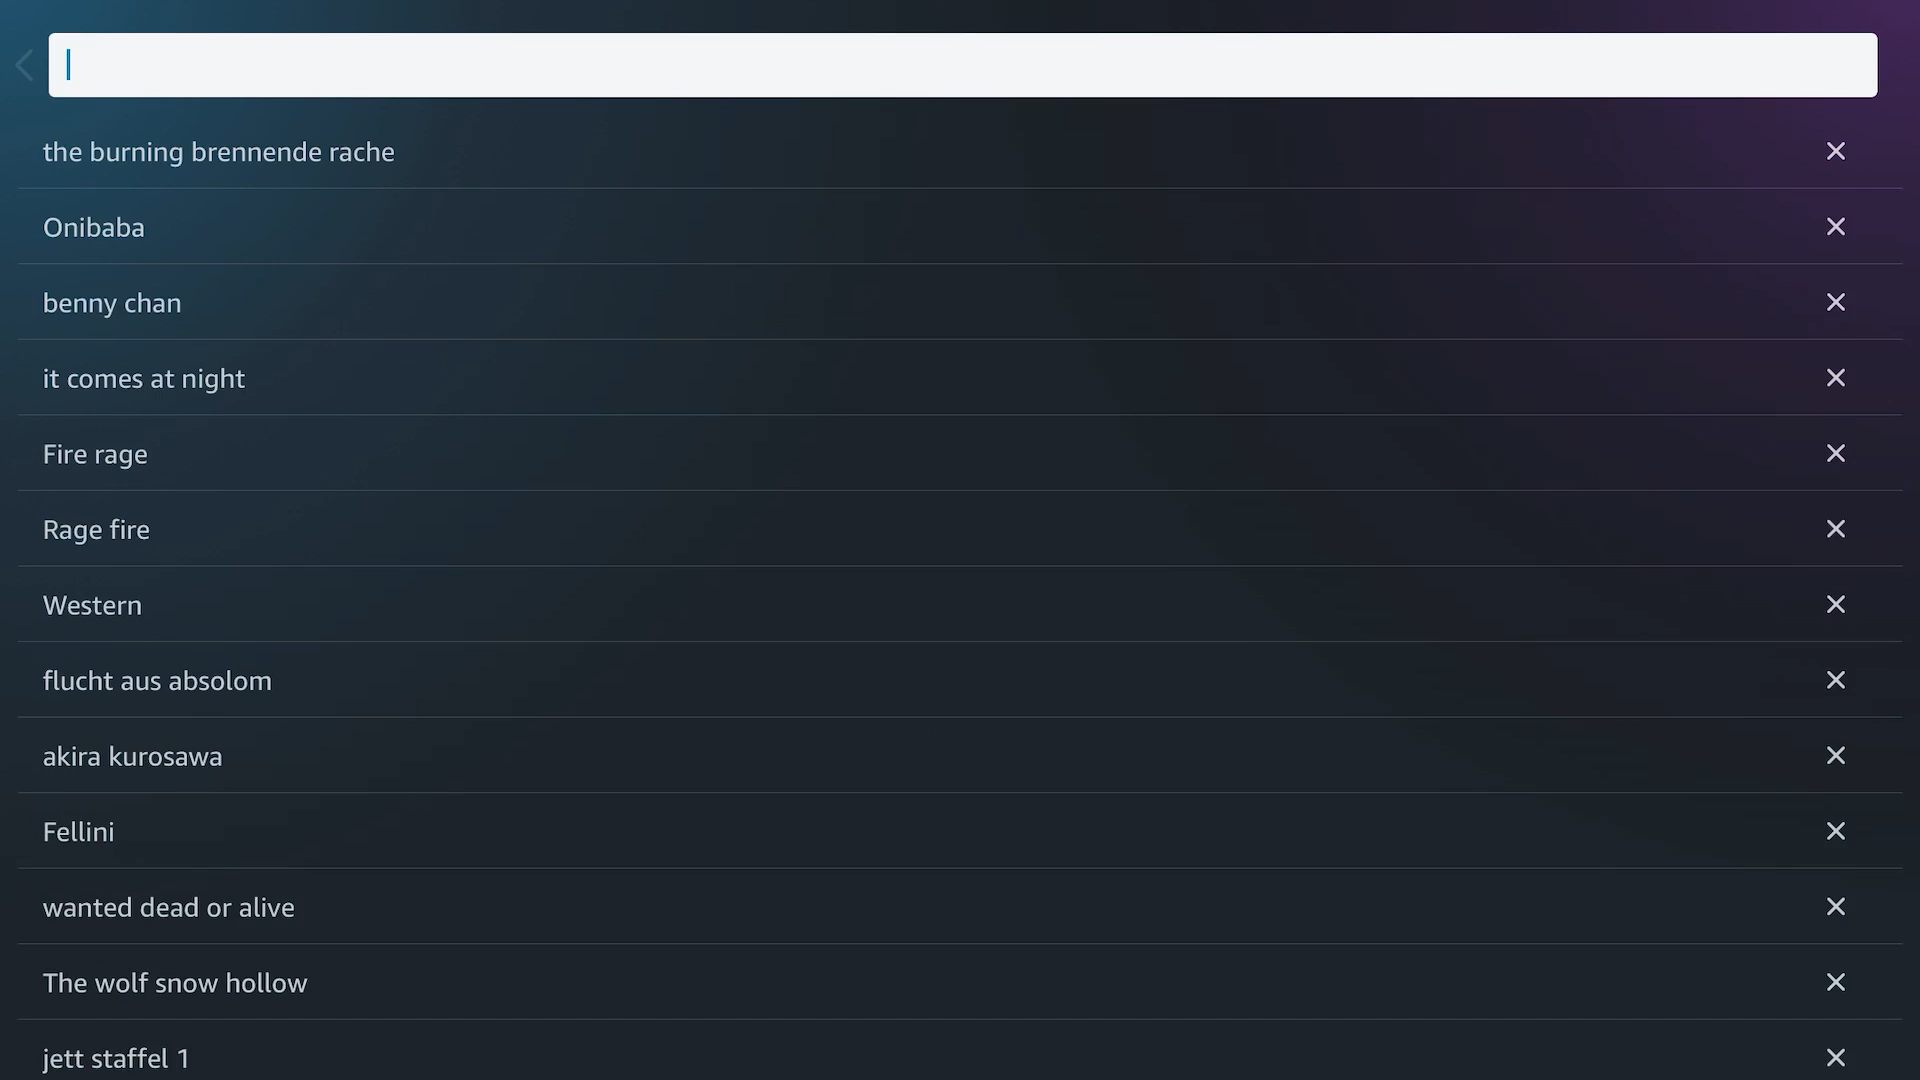 the burning brennende rache
Onibaba
benny chan
it comes at night
Fire rage
Rage fire
Western
flucht aus absolom
akira kurosawa
Fellini
wanted dead or alive
The wolf snow hollow
jett staffel 1